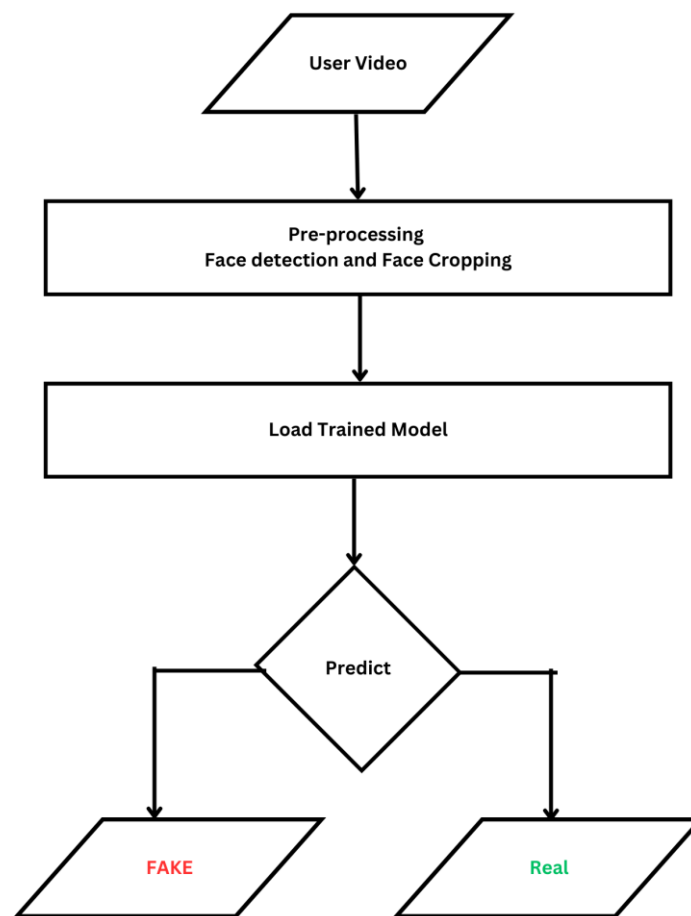 User Video
Pre-processing
Face detection and Face Cropping
Load Trained Model
Predict
FAKE
Real